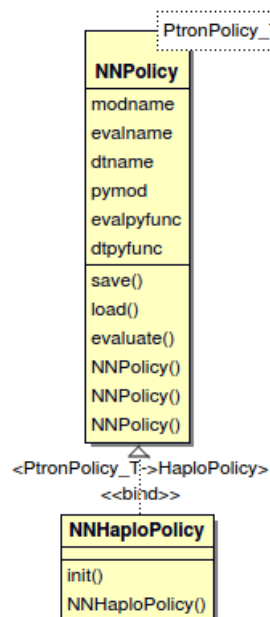 PtronPolicy_T
NNPolicy
modname
evalname
dtname
pymod
evalpyfunc
dtpyfunc
save()
load()
evaluate()
NNPolicy()
NNPolicy()
NNPolicy()
<PtronPolicy_T->HaploPolicy>
<<bind>>
NNHaploPolicy
init()
NNHaploPolicy()